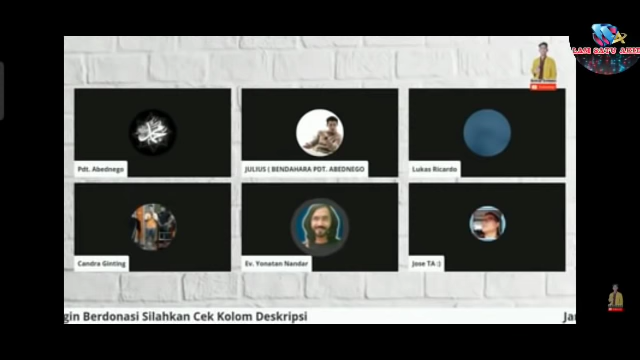 Pdt. Abednego
JULIUS ( BENDAHARA PDT. ABEDNEGO
Lukas Ricardo
Candra Ginting
Ev. Yonatan Nandar
Jose TA :)
gin Berdonasi Silahkan Cek Kolom Deskripsi
Jan